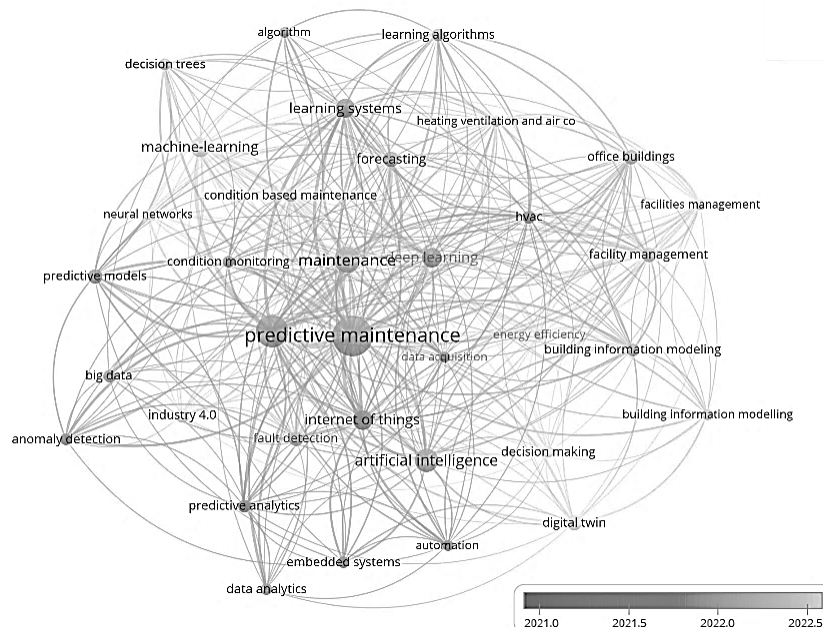 algorithm
learning algorithms
decision trees
learning systems
heating ventilation and air co
machine-learning
forecasting
office buildings
condition based maintenance
facilities management
neural networks
hvac
condition monitoring
maintenance
deep learning
facility management
predictive models
predictive maintenance
energy efficiency
data acquisition
building information modeling
big data
industry 4.0
internet of things
building information modelling
anomaly detection
fault detection
artificial intelligence
decision making
predictive analytics
digital twin
automation
embedded systems
data analytics
2021.0 2021.5 2022.0 2022.5